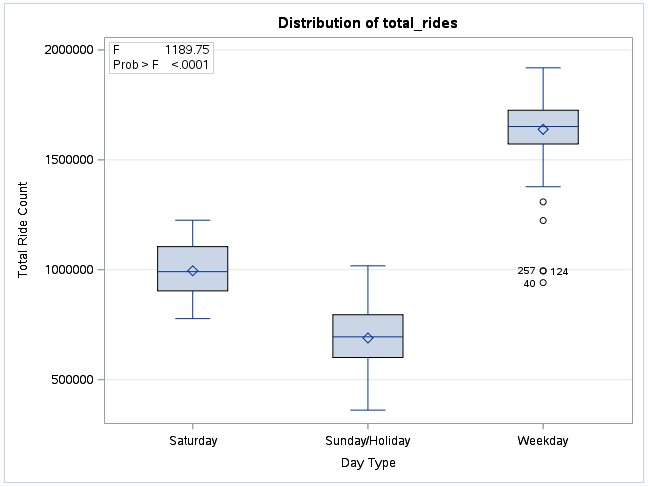 Distribution of total_rides
F 1189.75
Prob > F <.0001
Total Ride Count
2000000
1500000
1000000
500000
257 124
40
Saturday
Sunday/Holiday
Weekday
Day Type